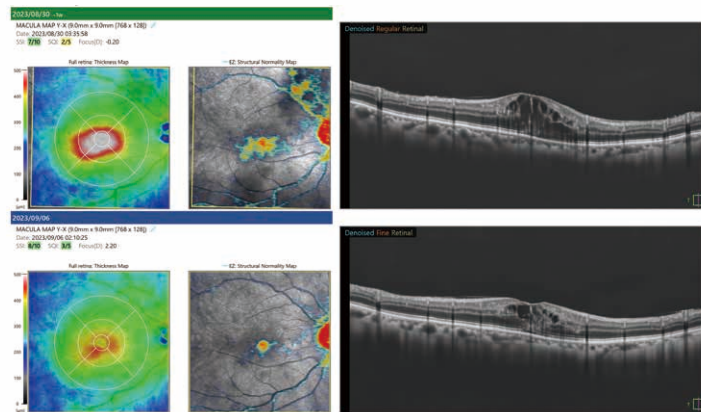 2023/08/30
MACULA MAP Y-X (9.0mm x 9.0mm [768 x 128])
Date: 2023/08/30 03:35:58
SSI: 7/10 SQI: 2/5 Focus(D): -0.20
Full retina: Thickness Map
EZ: Structural Normality Map
500
400
300
200
100
0
[μm]
Denoised Regular Retinal
2023/09/06
MACULA MAP Y-X (9.0mm x 9.0mm [768 x 128])
Date: 2023/09/06 02:10:25
SSI: 8/10 SQI: 3/5 Focus(D): 2.20
Full retina: Thickness Map
EZ: Structural Normality Map
500
400
300
200
100
0
[μm]
Denoised Fine Retinal